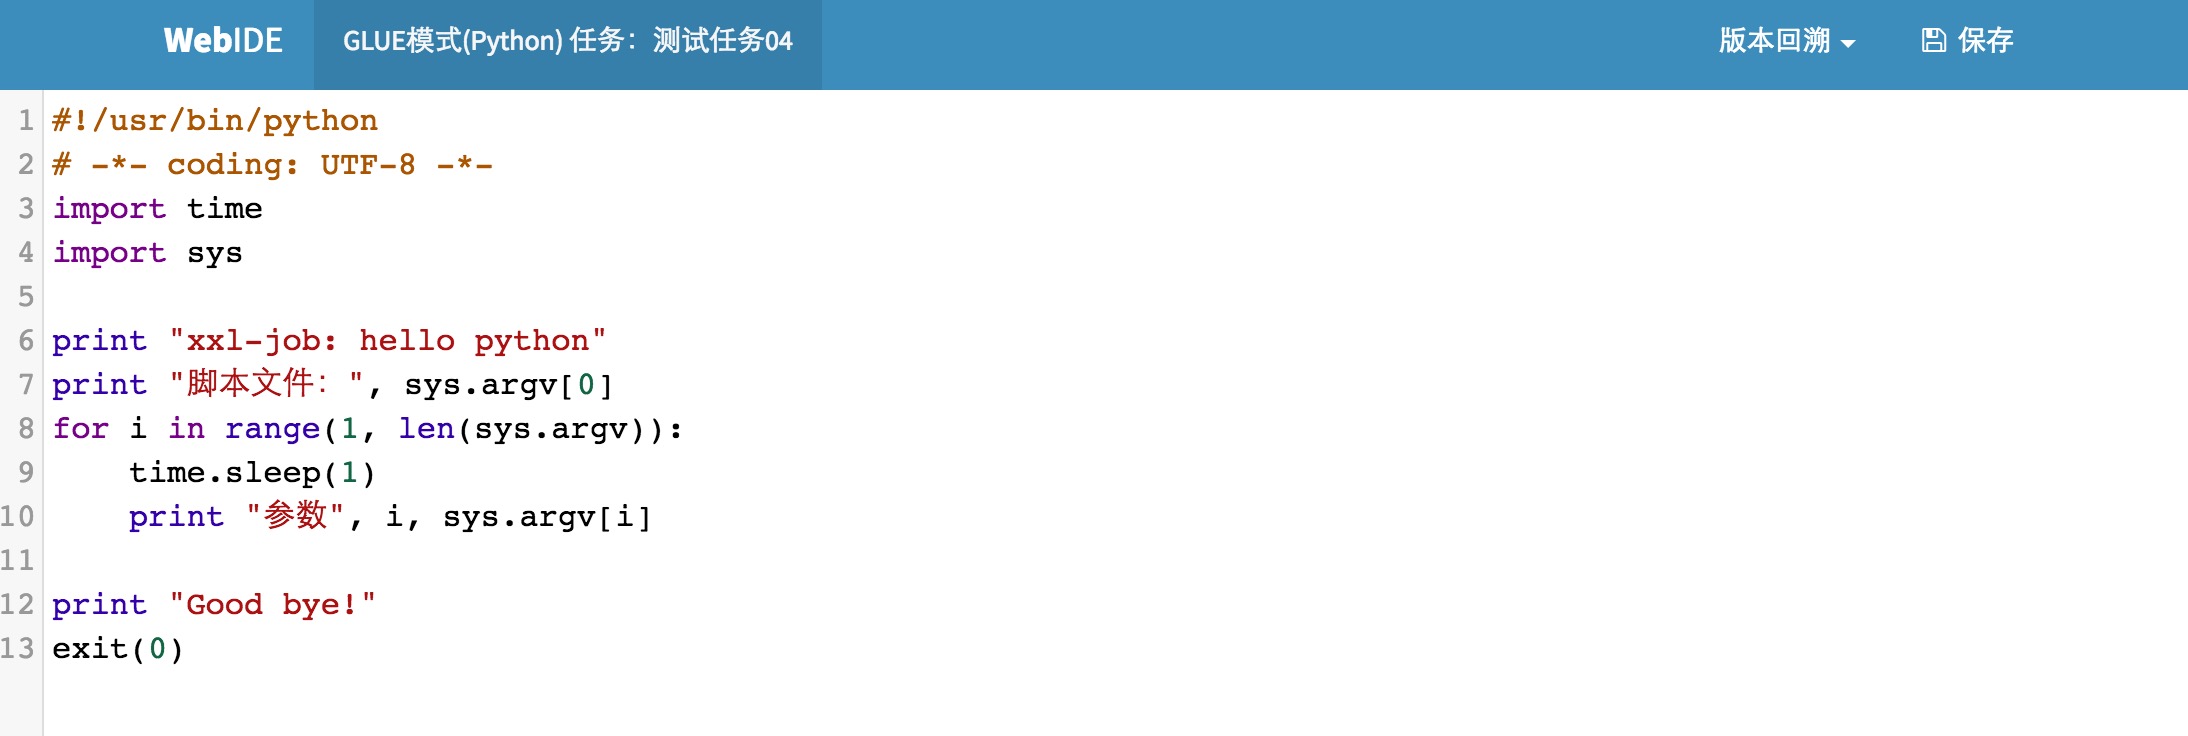 WebIDE GLUE模式(Python) 任务：测试任务04 版本回溯 保存
1 #!/usr/bin/python
2 # -*- coding: UTF-8 -*-
3 import time
4 import sys
5
6 print "xxl-job: hello python"
7 print "脚本文件：", sys.argv[0]
8 for i in range(1, len(sys.argv)):
9     time.sleep(1)
10     print "参数", i, sys.argv[i]
11
12 print "Good bye!"
13 exit(0)